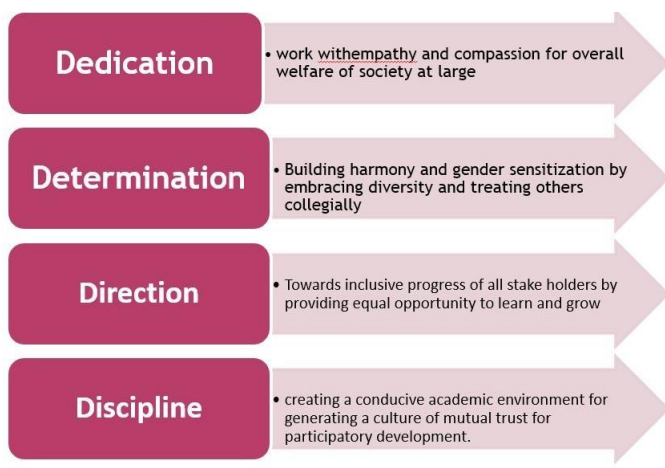 Dedication
• work withempathy and compassion for overall
welfare of society at large
Determination
• Building harmony and gender sensitization by
embracing diversity and treating others
collegially
Direction
• Towards inclusive progress of all stake holders by
providing equal opportunity to learn and grow
Discipline
• creating a conducive academic environment for
generating a culture of mutual trust for
participatory development.